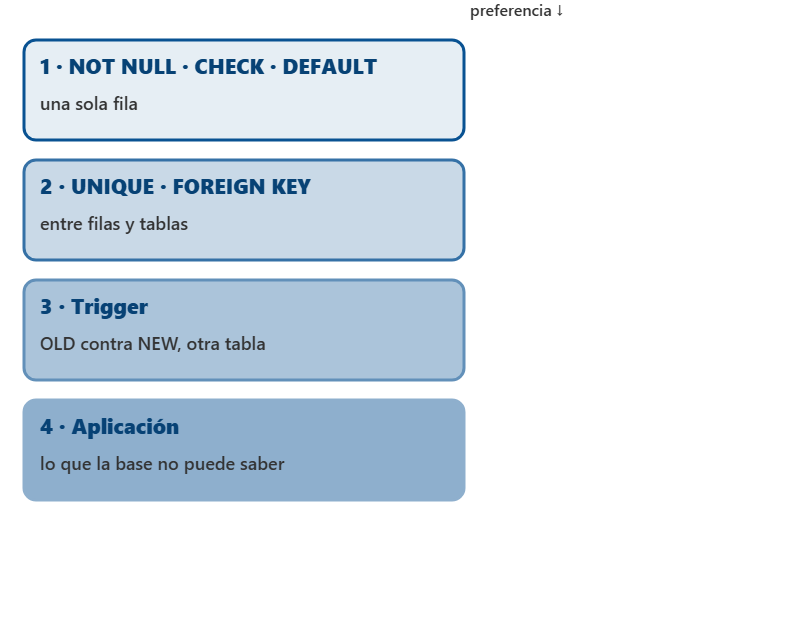 preferencia ↓
1 · NOT NULL · CHECK · DEFAULT
una sola fila
2 · UNIQUE · FOREIGN KEY
entre filas y tablas
3 · Trigger
OLD contra NEW, otra tabla
4 · Aplicación
lo que la base no puede saber